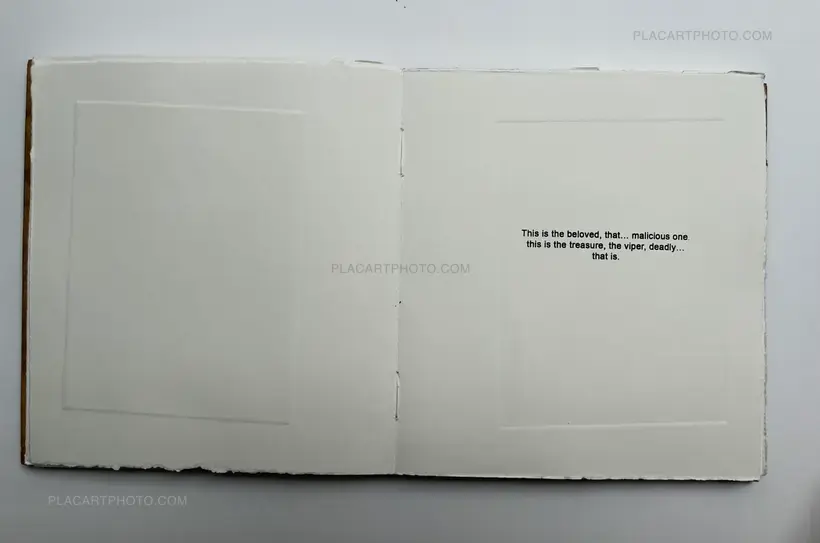 PLACARTPHOTO.COM
This is the beloved, that... malicious one
this is the treasure, the viper, deadly...
that is.
PLACARTPHOTO.COM
PLACARTPHOTO.COM